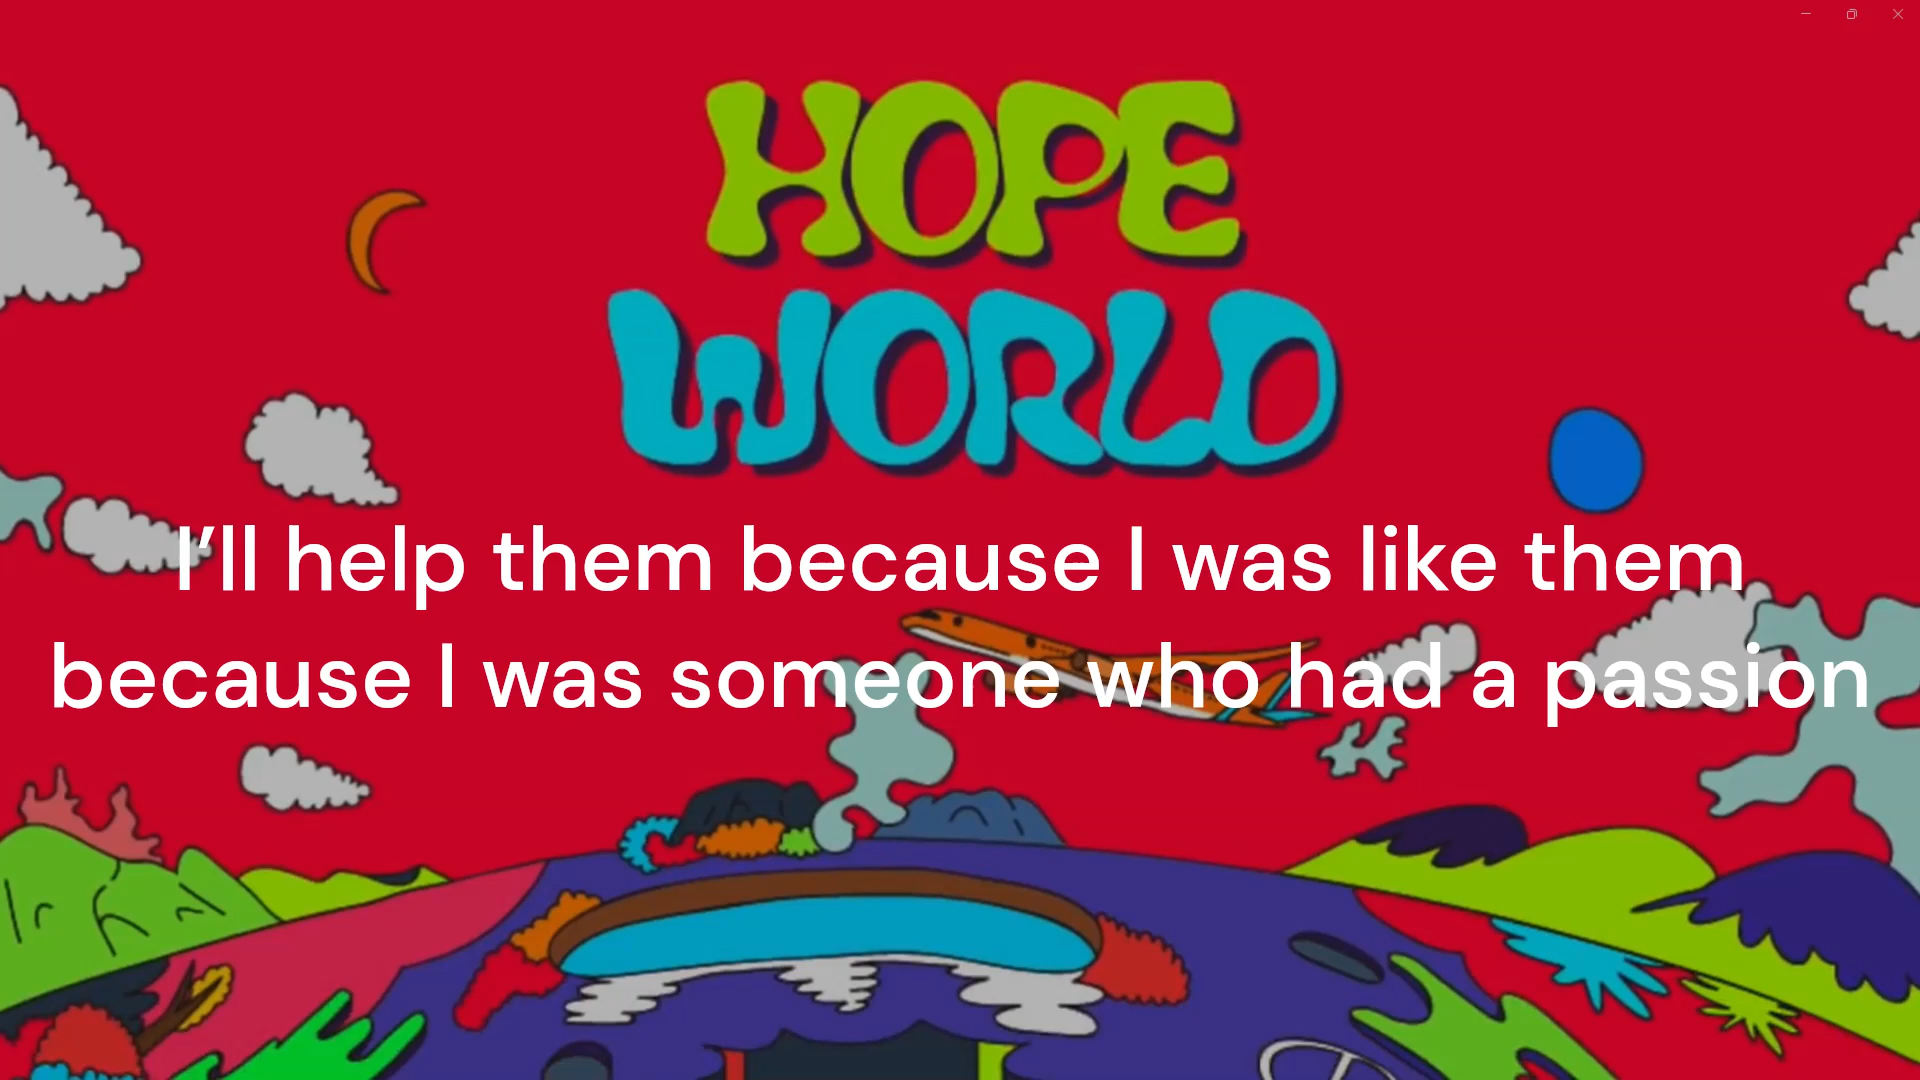 HOPE
WORLD
I’ll help them because I was like them
because I was someone who had a passion